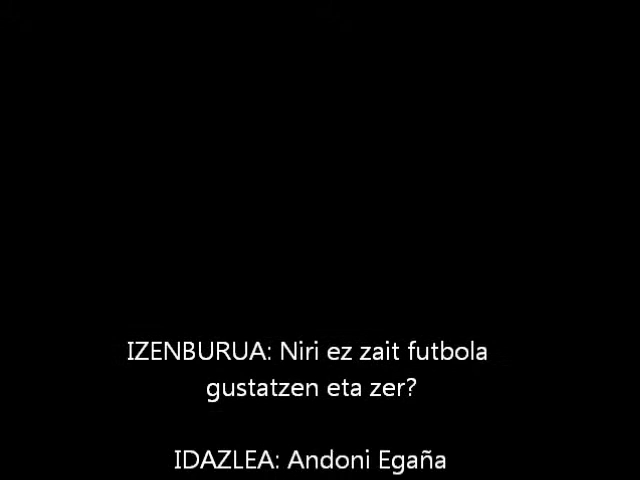 IZENBURUA: Niri ez zait futbola
gustatzen eta zer?
IDAZLEA: Andoni Egaña